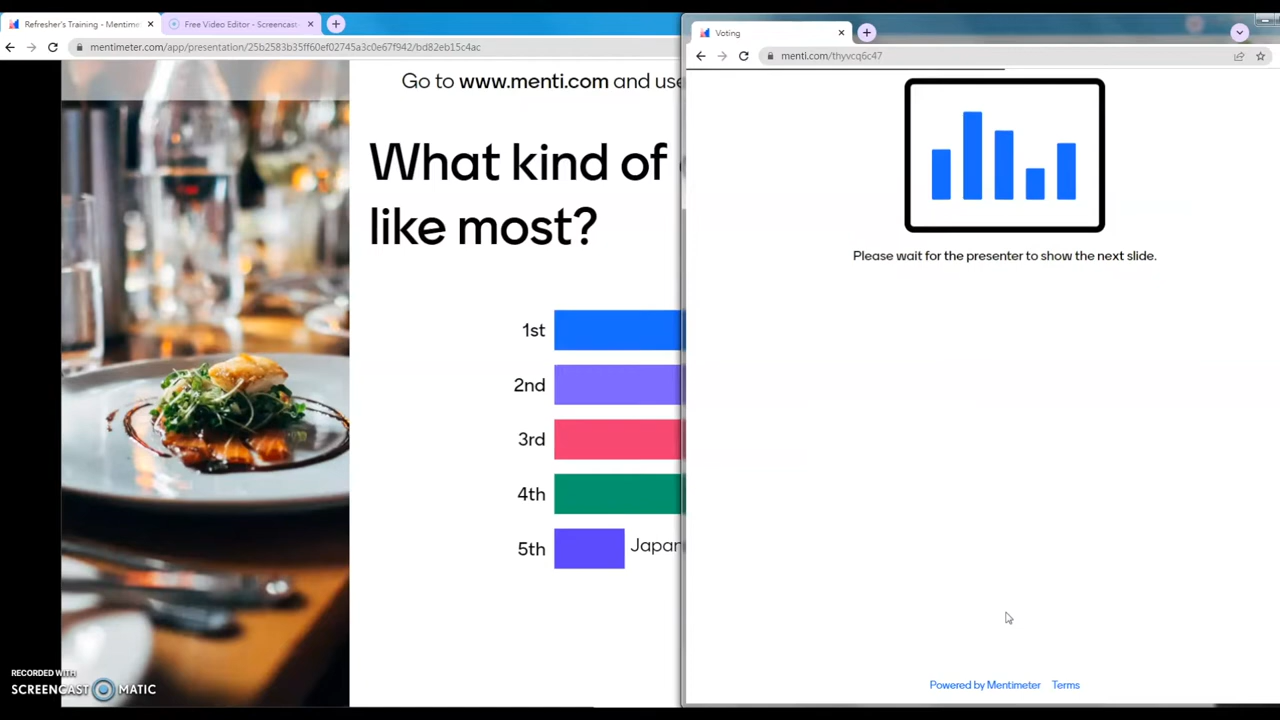 Refresher's Training - Mentime
Free Video Editor - Screencast-
mentimeter.com/app/presentation/25b2583b35ff60ef02745a3c0e67f942/bd82eb15c4ac
Go to www.menti.com and use
What kind of
like most?
1st
2nd
3rd
4th
5th
Japan
RECORDED WITH
SCREENCAST MATIC
Voting
menti.com/thyvcq6c47
Please wait for the presenter to show the next slide.
Powered by Mentimeter Terms